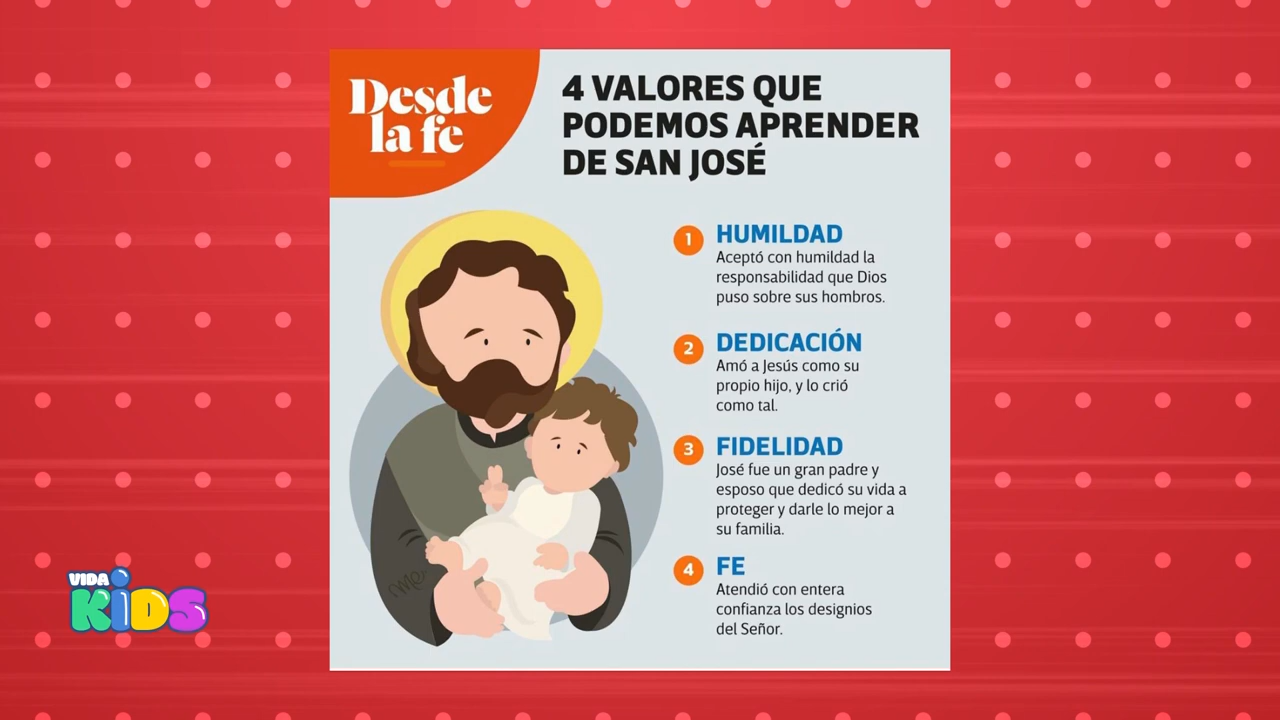 Desde
la fe
4 VALORES QUE
PODEMOS APRENDER
DE SAN JOSÉ
1 HUMILDAD
Aceptó con humildad la
responsabilidad que Dios
puso sobre sus hombros.
2 DEDICACIÓN
Amó a Jesús como su
propio hijo, y lo crió
como tal.
3 FIDELIDAD
José fue un gran padre y
esposo que dedicó su vida a
proteger y darle lo mejor a
su familia.
4 FE
Atendió con entera
confianza los designios
del Señor.
VIDA
KiDS